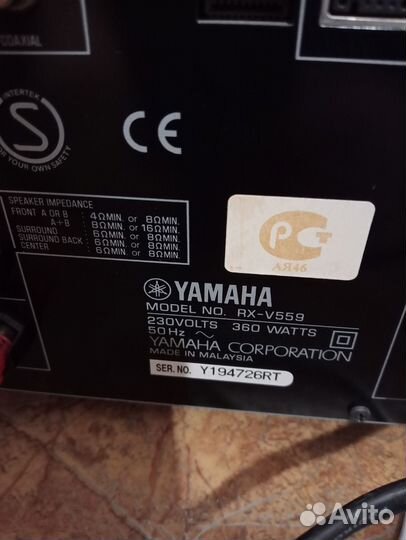 COAXIAL
INTERTEK
S
FOR YOUR OWN SAFETY
CE
SPEAKER IMPEDANCE
FRONT A OR B : 4ΩMIN. or 8ΩMIN.
A+B : 8ΩMIN. or 16ΩMIN.
SURROUND : 6ΩMIN. or 8ΩMIN.
SURROUND BACK : 6ΩMIN. or 8ΩMIN.
CENTER : 6ΩMIN. or 8ΩMIN.
РСТ
АЯ46
YAMAHA
MODEL NO. RX-V559
230VOLTS 360 WATTS
50Hz ~
YAMAHA CORPORATION
MADE IN MALAYSIA
SER. NO. Y194726RT
Avito